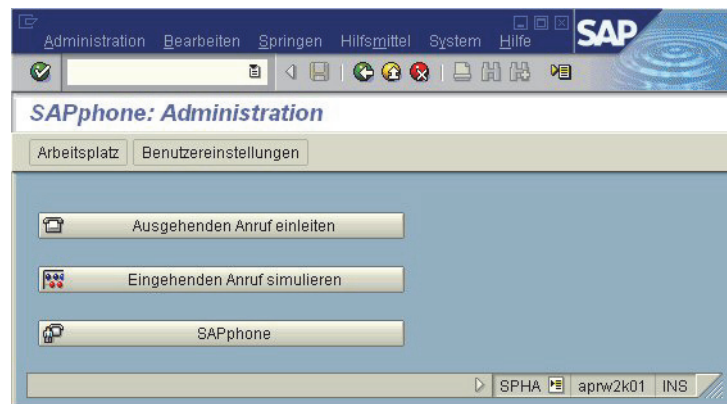 Administration Bearbeiten Springen Hilfsmittel System Hilfe
SAP
SAPphone: Administration
Arbeitsplatz Benutzereinstellungen
Ausgehenden Anruf einleiten
Eingehenden Anruf simulieren
SAPphone
SPHA aprw2k01 INS